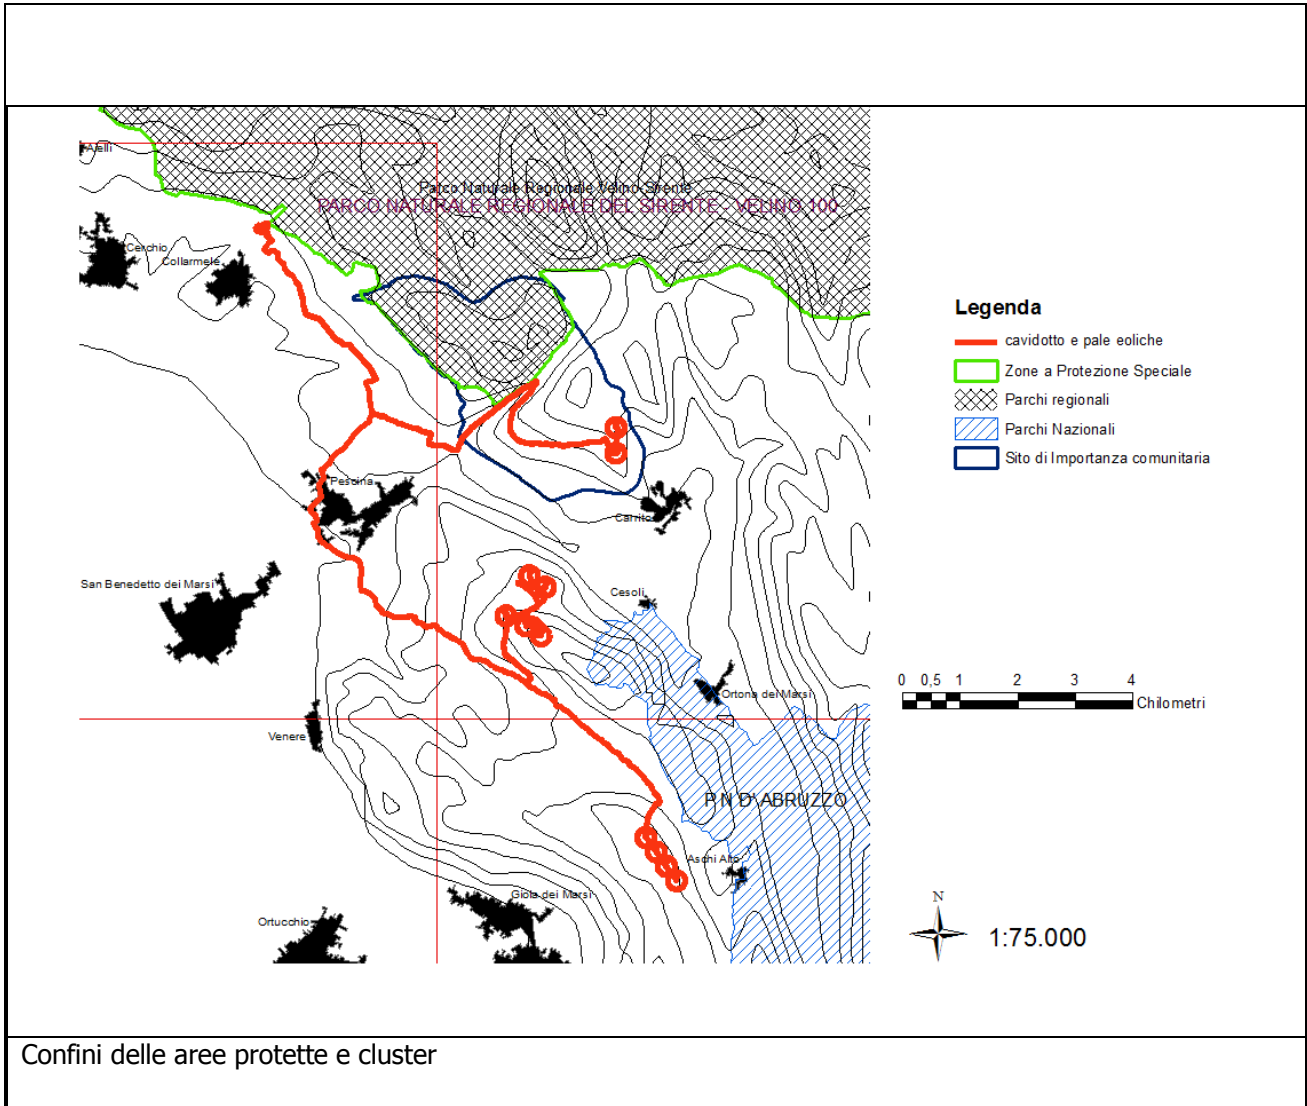 Aielli
Parco Naturale Regionale Velino-Sirente
PARCO NATURALE REGIONALE DEL SIRENTE - VELINO 100
Cerchio
Collarmele
Pescina
Carrito
San Benedetto dei Marsi
Cesoli
Ortona dei Marsi
Venere
P.N D' ABRUZZO
Aschi Alto
Gioia dei Marsi
Ortucchio
Legenda
cavidotto e pale eoliche
Zone a Protezione Speciale
Parchi regionali
Parchi Nazionali
Sito di Importanza comunitaria
0 0,5 1 2 3 4
Chilometri
N
1:75.000
Confini delle aree protette e cluster